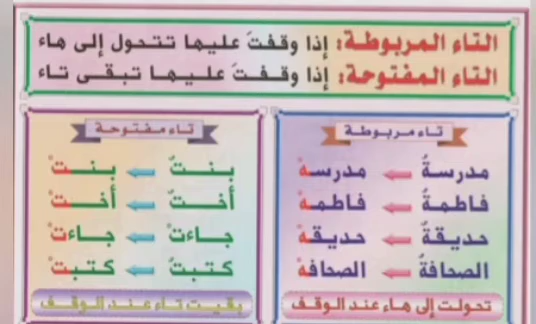 التاء المربوطة: إذا وقفتَ عليها تتحول إلى هاء
التاء المفتوحة: إذا وقفتَ عليها تبقى تاء
تاء مربوطة
مدرسةٌ ← مدرسهْ
فاطمةٌ ← فاطمهْ
حديقةٌ ← حديقهْ
الصحافةُ ← الصحافهْ
تحولت إلى هاء عند الوقف
تاء مفتوحة
بنتٌ ← بنتْ
أختٌ ← أختْ
جاءتْ ← جاءتْ
كتبتُ ← كتبتْ
بقيت تاء عند الوقف